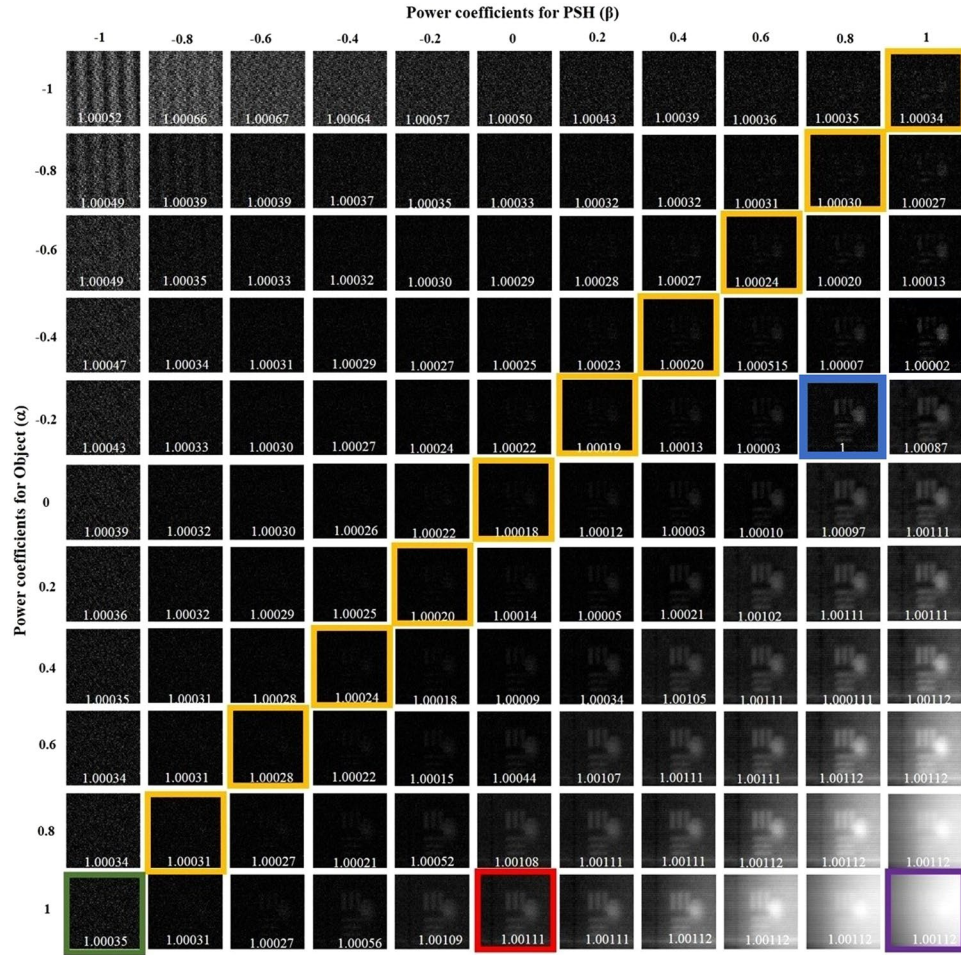 Power coefficients for PSH (β)
-1 -0.8 -0.6 -0.4 -0.2 0 0.2 0.4 0.6 0.8 1
Power coefficients for Object (α)
-1 1.00052 1.00066 1.00067 1.00064 1.00057 1.00050 1.00043 1.00039 1.00036 1.00035 1.00034
-0.8 1.00049 1.00039 1.00039 1.00037 1.00035 1.00033 1.00032 1.00032 1.00031 1.00030 1.00027
-0.6 1.00049 1.00035 1.00033 1.00032 1.00030 1.00029 1.00028 1.00027 1.00024 1.00020 1.00013
-0.4 1.00047 1.00034 1.00031 1.00029 1.00027 1.00025 1.00023 1.00020 1.000515 1.00007 1.00002
-0.2 1.00043 1.00033 1.00030 1.00027 1.00024 1.00022 1.00019 1.00013 1.00003 1 1.00087
0 1.00039 1.00032 1.00030 1.00026 1.00022 1.00018 1.00012 1.00003 1.00010 1.00097 1.00111
0.2 1.00036 1.00032 1.00029 1.00025 1.00020 1.00014 1.00005 1.00021 1.00102 1.00111 1.00111
0.4 1.00035 1.00031 1.00028 1.00024 1.00018 1.00009 1.00034 1.00105 1.00111 1.000111 1.00112
0.6 1.00034 1.00031 1.00028 1.00022 1.00015 1.00044 1.00107 1.00111 1.00111 1.00112 1.00112
0.8 1.00034 1.00031 1.00027 1.00021 1.00052 1.00108 1.00111 1.00111 1.00112 1.00112 1.00112
1 1.00035 1.00031 1.00027 1.00056 1.00109 1.00111 1.00111 1.00112 1.00112 1.00112 1.00112